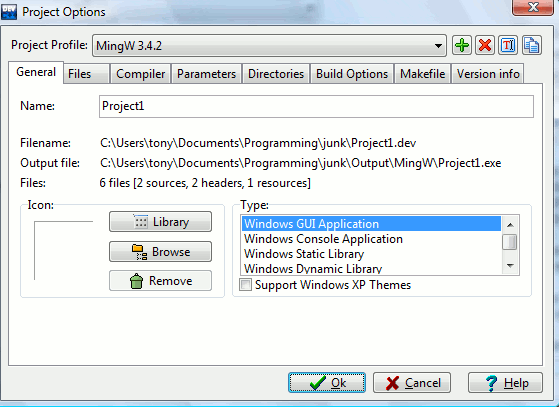 Project Options
Project Profile: MingW 3.4.2
General Files Compiler Parameters Directories Build Options Makefile Version info
Name: Project1
Filename: C:\Users\tony\Documents\Programming\junk\Project1.dev
Output file: C:\Users\tony\Documents\Programming\junk\Output\MingW\Project1.exe
Files: 6 files [2 sources, 2 headers, 1 resources]
Icon:
Library
Browse
Remove
Type:
Windows GUI Application
Windows Console Application
Windows Static Library
Windows Dynamic Library
Support Windows XP Themes
Ok Cancel Help